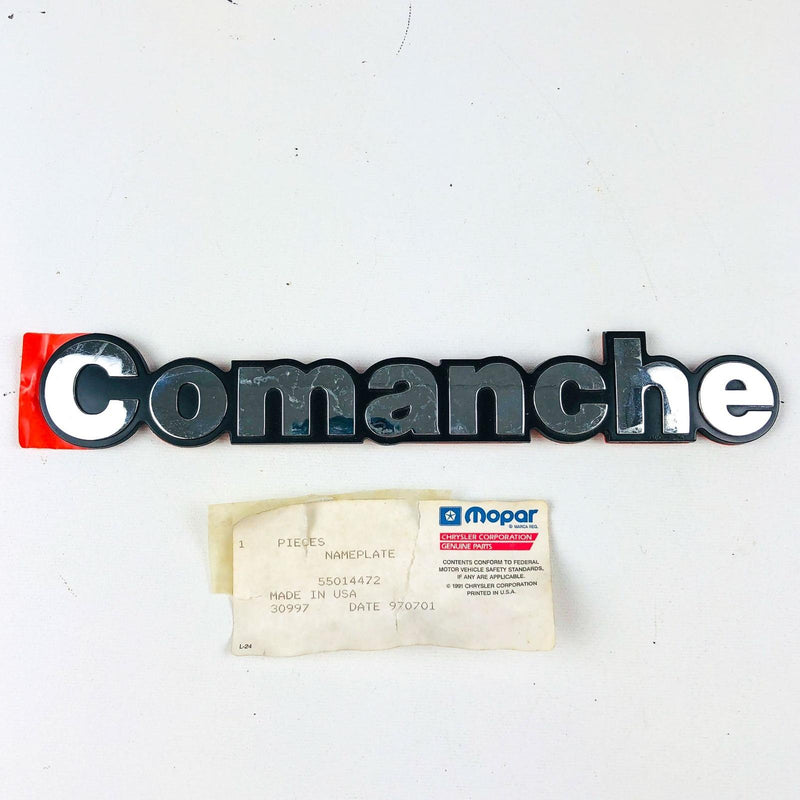 Comanche
1 PIECES
NAMEPLATE
55014472
MADE IN USA
30997 DATE 970701
L-24
Mopar
® MARCA REG.
CHRYSLER CORPORATION
GENUINE PARTS
CONTENTS CONFORM TO FEDERAL
MOTOR VEHICLE SAFETY STANDARDS,
IF ANY ARE APPLICABLE.
© 1991 CHRYSLER CORPORATION
PRINTED IN U.S.A.